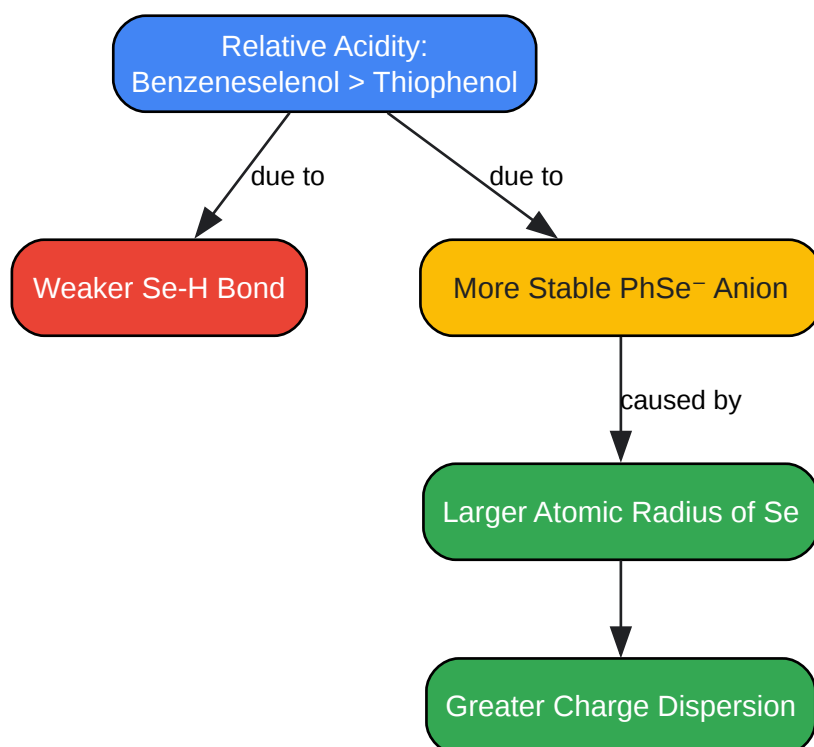 Relative Acidity:
Benzeneselenol > Thiophenol
due to
due to
Weaker Se-H Bond
More Stable PhSe⁻ Anion
caused by
Larger Atomic Radius of Se
Greater Charge Dispersion